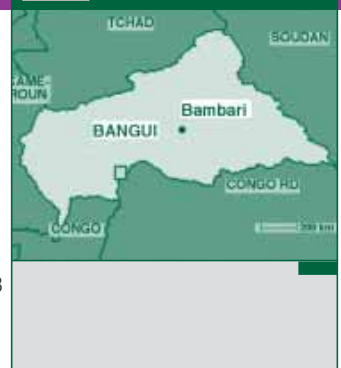 TCHAD
SOUDAN
CAME-
ROUN
Bambari
BANGUI
CONGO RD
CONGO
200 km